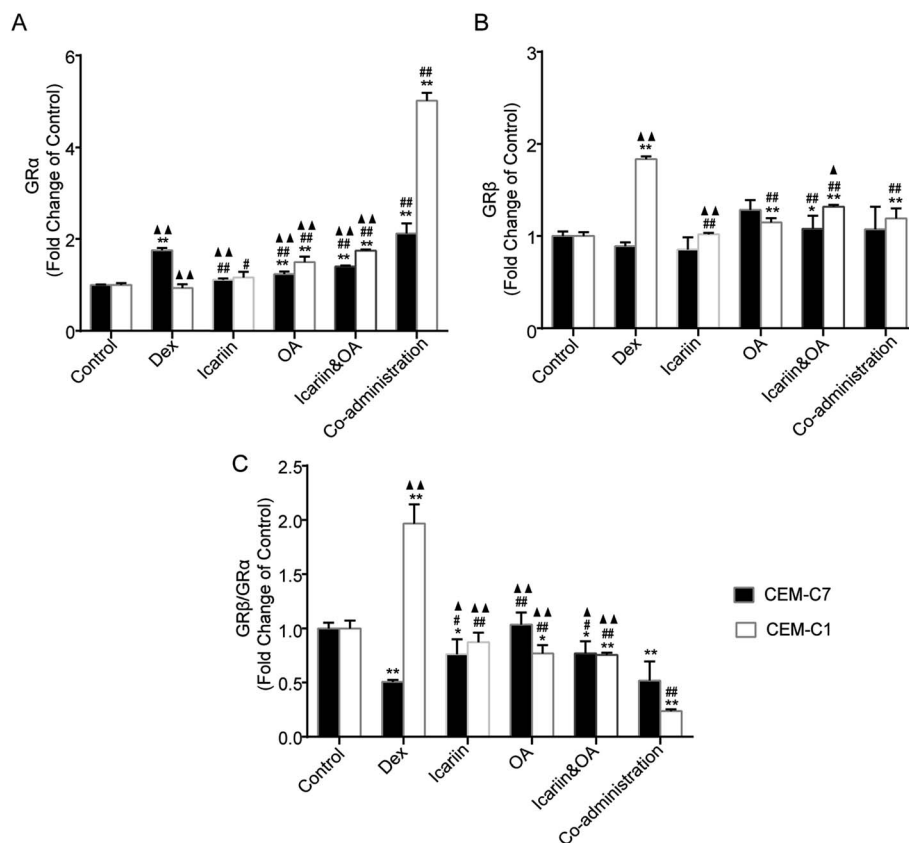 A
GRα
(Fold Change of Control)
6
4
2
0
▲▲
**
▲▲
▲▲
##
#
▲▲
##
**
▲▲
##
**
▲▲
##
**
▲▲
##
**
##
**
##
**
Control
Dex
Icariin
OA
Icariin&OA
Co-administration
B
GRβ
(Fold Change of Control)
3
2
1
0
▲▲
**
▲▲
##
##
**
##
*
▲
##
**
##
**
Control
Dex
Icariin
OA
Icariin&OA
Co-administration
C
GRβ/GRα
(Fold Change of Control)
2.5
2.0
1.5
1.0
0.5
0.0
**
▲▲
**
▲
#
*
▲▲
##
▲▲
##
▲▲
##
*
▲
#
*
▲▲
##
**
**
##
**
Control
Dex
Icariin
OA
Icariin&OA
Co-administration
CEM-C7
CEM-C1